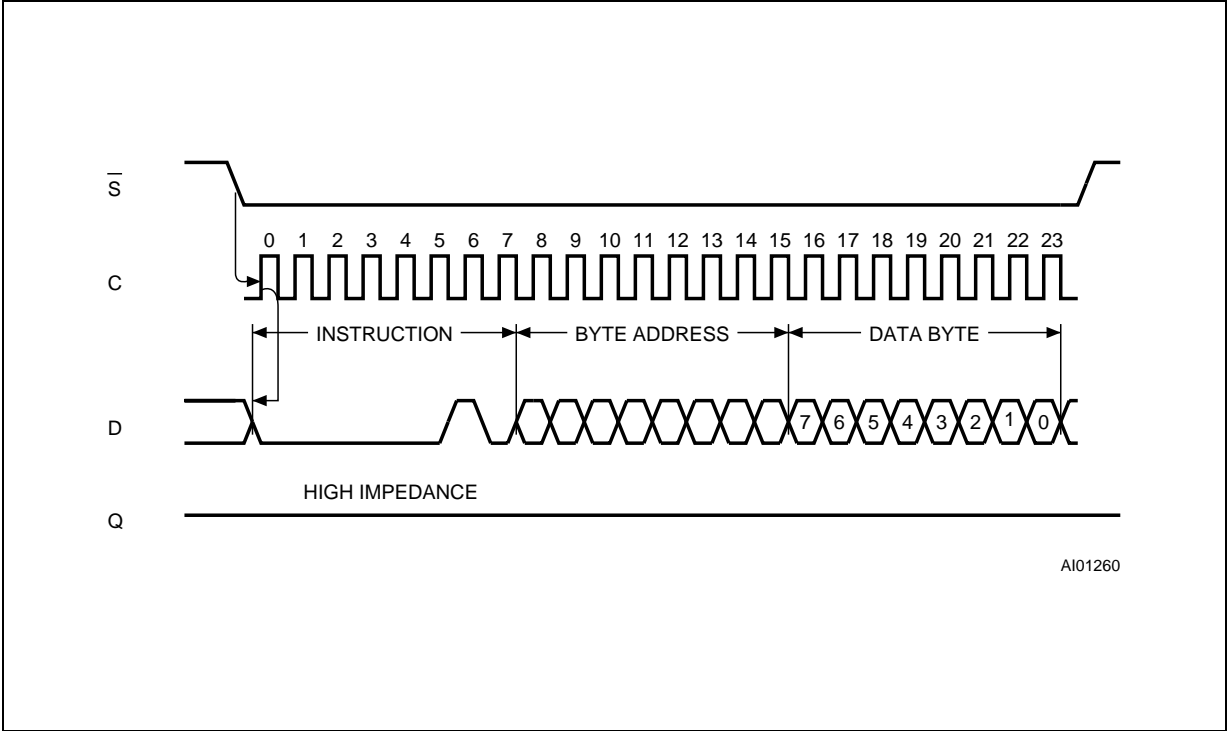 S̅
0 1 2 3 4 5 6 7 8 9 10 11 12 13 14 15 16 17 18 19 20 21 22 23
C
INSTRUCTION BYTE ADDRESS DATA BYTE
D 7 6 5 4 3 2 1 0
HIGH IMPEDANCE
Q
AI01260